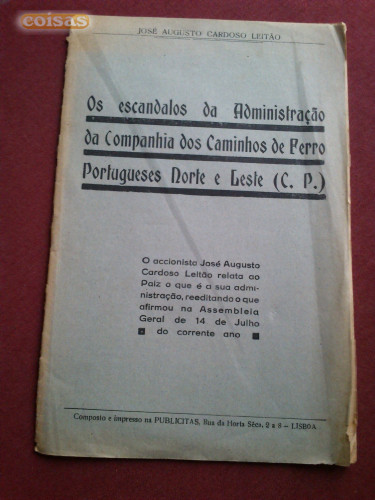 coisas
JOSÉ AUGUSTO CARDOSO LEITÃO
Os escandalos da Administração
da Companhia dos Caminhos de Ferro
Portugueses Norte e Leste (C. P.)
O accionista José Augusto
Cardoso Leitão relata ao
Paiz o que é a sua admi-
nistração, reeditando o que
afirmou na Assembleia
Geral de 14 de Julho
do corrente ano
Composto e impresso na PUBLICITAS, Rua da Horta Sêca, 2 a 8 — LISBOA